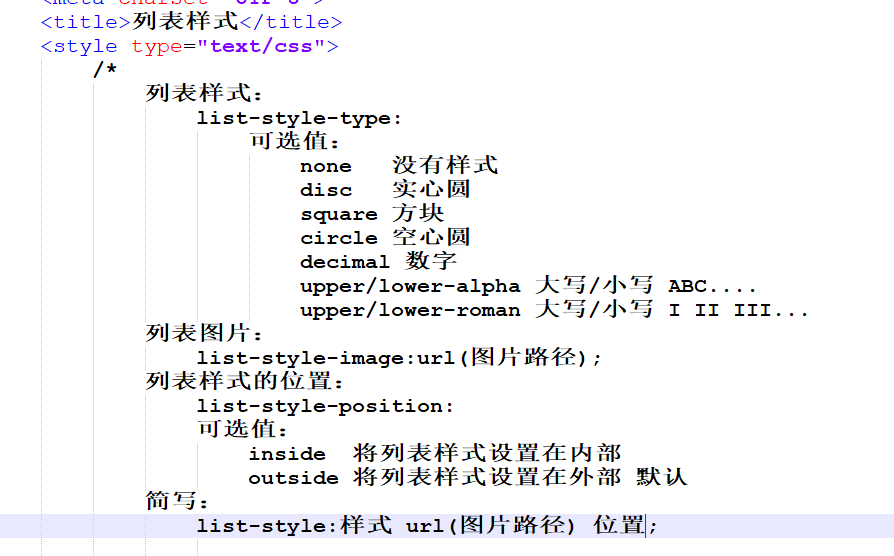 <meta charset="UTF-8">
<title>列表样式</title>
<style type="text/css">
/*
列表样式:
list-style-type:
可选值:
none 没有样式
disc 实心圆
square 方块
circle 空心圆
decimal 数字
upper/lower-alpha 大写/小写 ABC....
upper/lower-roman 大写/小写 I II III...
列表图片:
list-style-image:url(图片路径);
列表样式的位置:
list-style-position:
可选值:
inside 将列表样式设置在内部
outside 将列表样式设置在外部 默认
简写:
list-style:样式 url(图片路径) 位置;